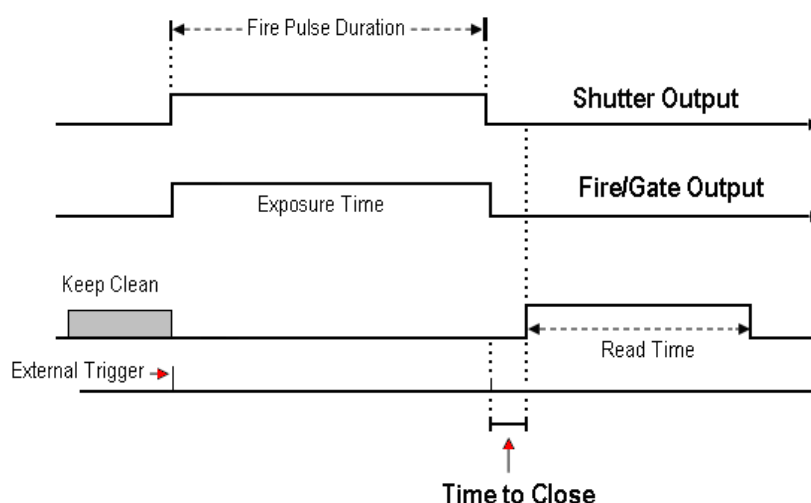 Fire Pulse Duration
Shutter Output
Fire/Gate Output
Exposure Time
Keep Clean
Read Time
External Trigger
Time to Close